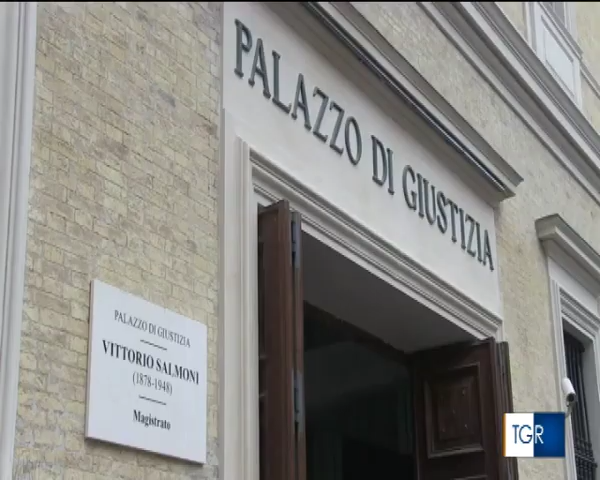 PALAZZO DI GIUSTIZIA
PALAZZO DI GIUSTIZIA
VITTORIO SALMONI
(1878-1948)
Magistrato
TGR